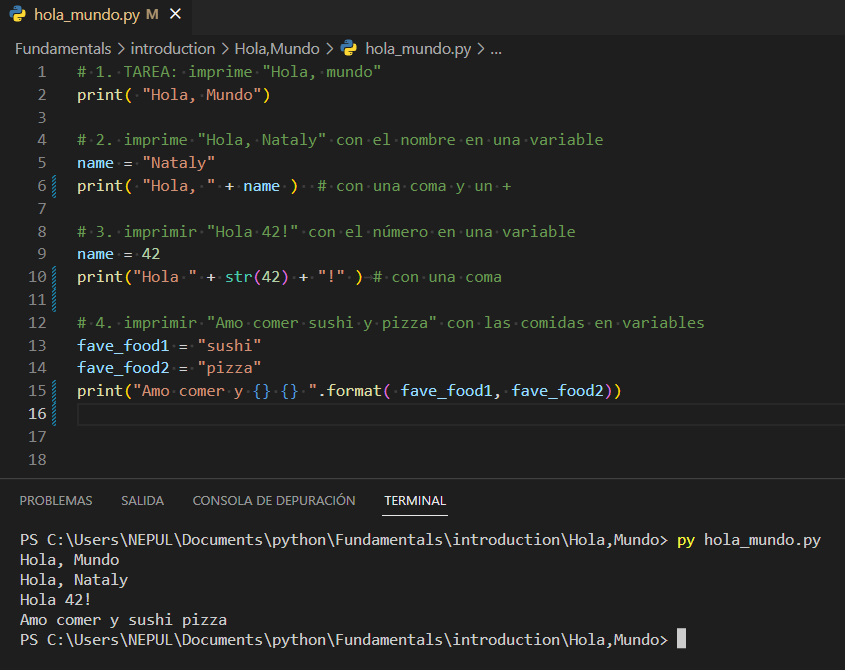 hola_mundo.py M ×
Fundamentals > introduction > Hola,Mundo > hola_mundo.py > ...
1 # 1. TAREA: imprime "Hola, mundo"
2 print( "Hola, Mundo")
3
4 # 2. imprime "Hola, Nataly" con el nombre en una variable
5 name = "Nataly"
6 print( "Hola, " + name )  # con una coma y un +
7
8 # 3. imprimir "Hola 42!" con el número en una variable
9 name = 42
10 print("Hola " + str(42) + "!" ) # con una coma
11
12 # 4. imprimir "Amo comer sushi y pizza" con las comidas en variables
13 fave_food1 = "sushi"
14 fave_food2 = "pizza"
15 print("Amo comer y {} {} ".format( fave_food1, fave_food2))
16
17
18
PROBLEMAS SALIDA CONSOLA DE DEPURACIÓN TERMINAL
PS C:\Users\NEPUL\Documents\python\Fundamentals\introduction\Hola,Mundo> py hola_mundo.py
Hola, Mundo
Hola, Nataly
Hola 42!
Amo comer y sushi pizza
PS C:\Users\NEPUL\Documents\python\Fundamentals\introduction\Hola,Mundo>